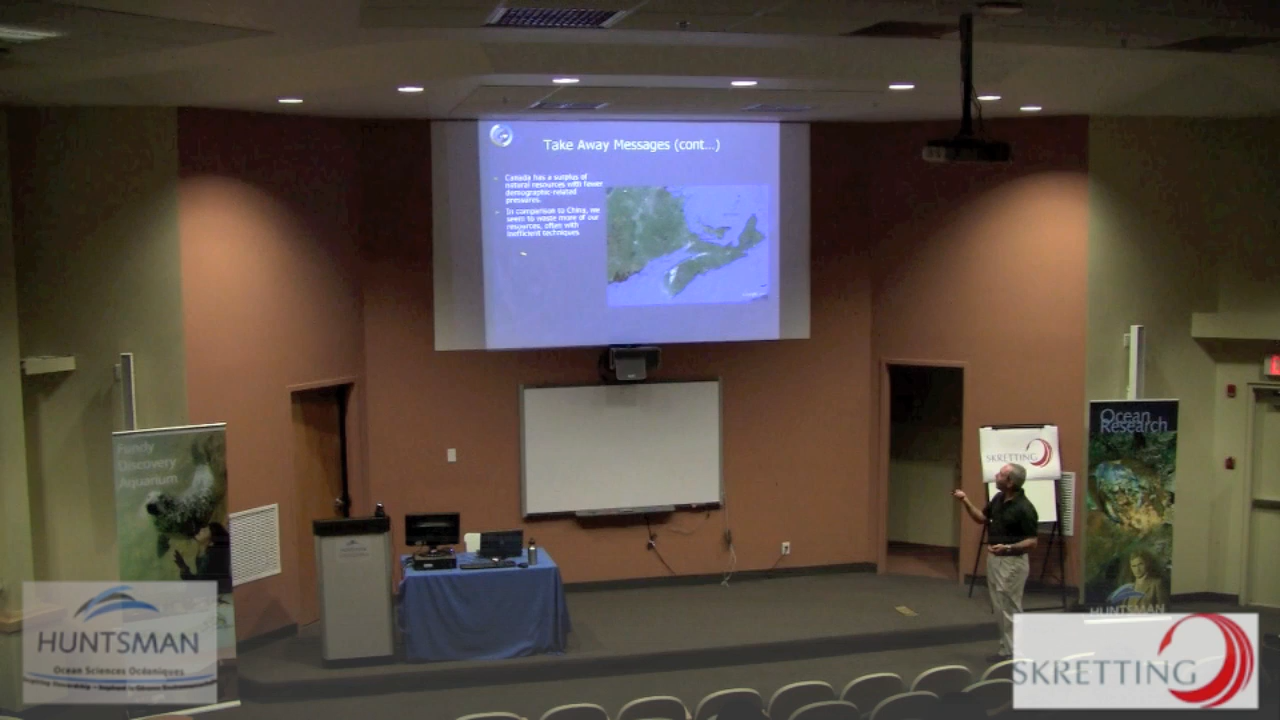 Take Away Messages (cont...)
Canada has a surplus of
natural resources with fewer
demographic-related
pressures.
In comparison to China, we
seem to waste more of our
resources, often with
inefficient techniques
Fundy
Discovery
Aquarium
SKRETTING
Ocean
Research
HUNTSMAN
HUNTSMAN
Ocean Sciences Océaniques
SKRETTING